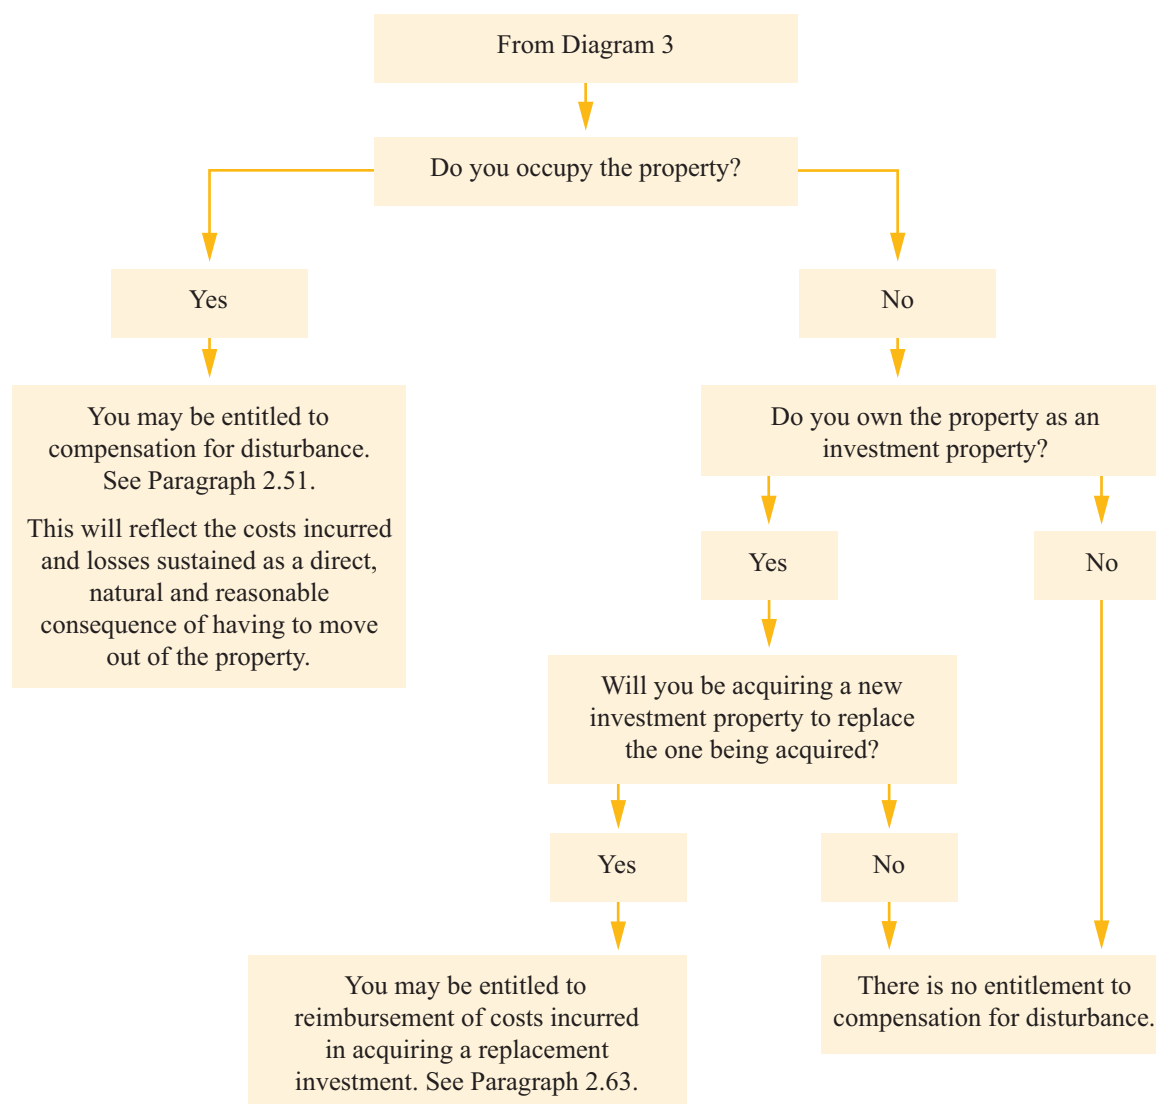 From Diagram 3
Do you occupy the property?
Yes
No
You may be entitled to
compensation for disturbance.
See Paragraph 2.51.
This will reflect the costs incurred
and losses sustained as a direct,
natural and reasonable
consequence of having to move
out of the property.
Do you own the property as an
investment property?
Yes
No
Will you be acquiring a new
investment property to replace
the one being acquired?
Yes
No
You may be entitled to
reimbursement of costs incurred
in acquiring a replacement
investment. See Paragraph 2.63.
There is no entitlement to
compensation for disturbance.